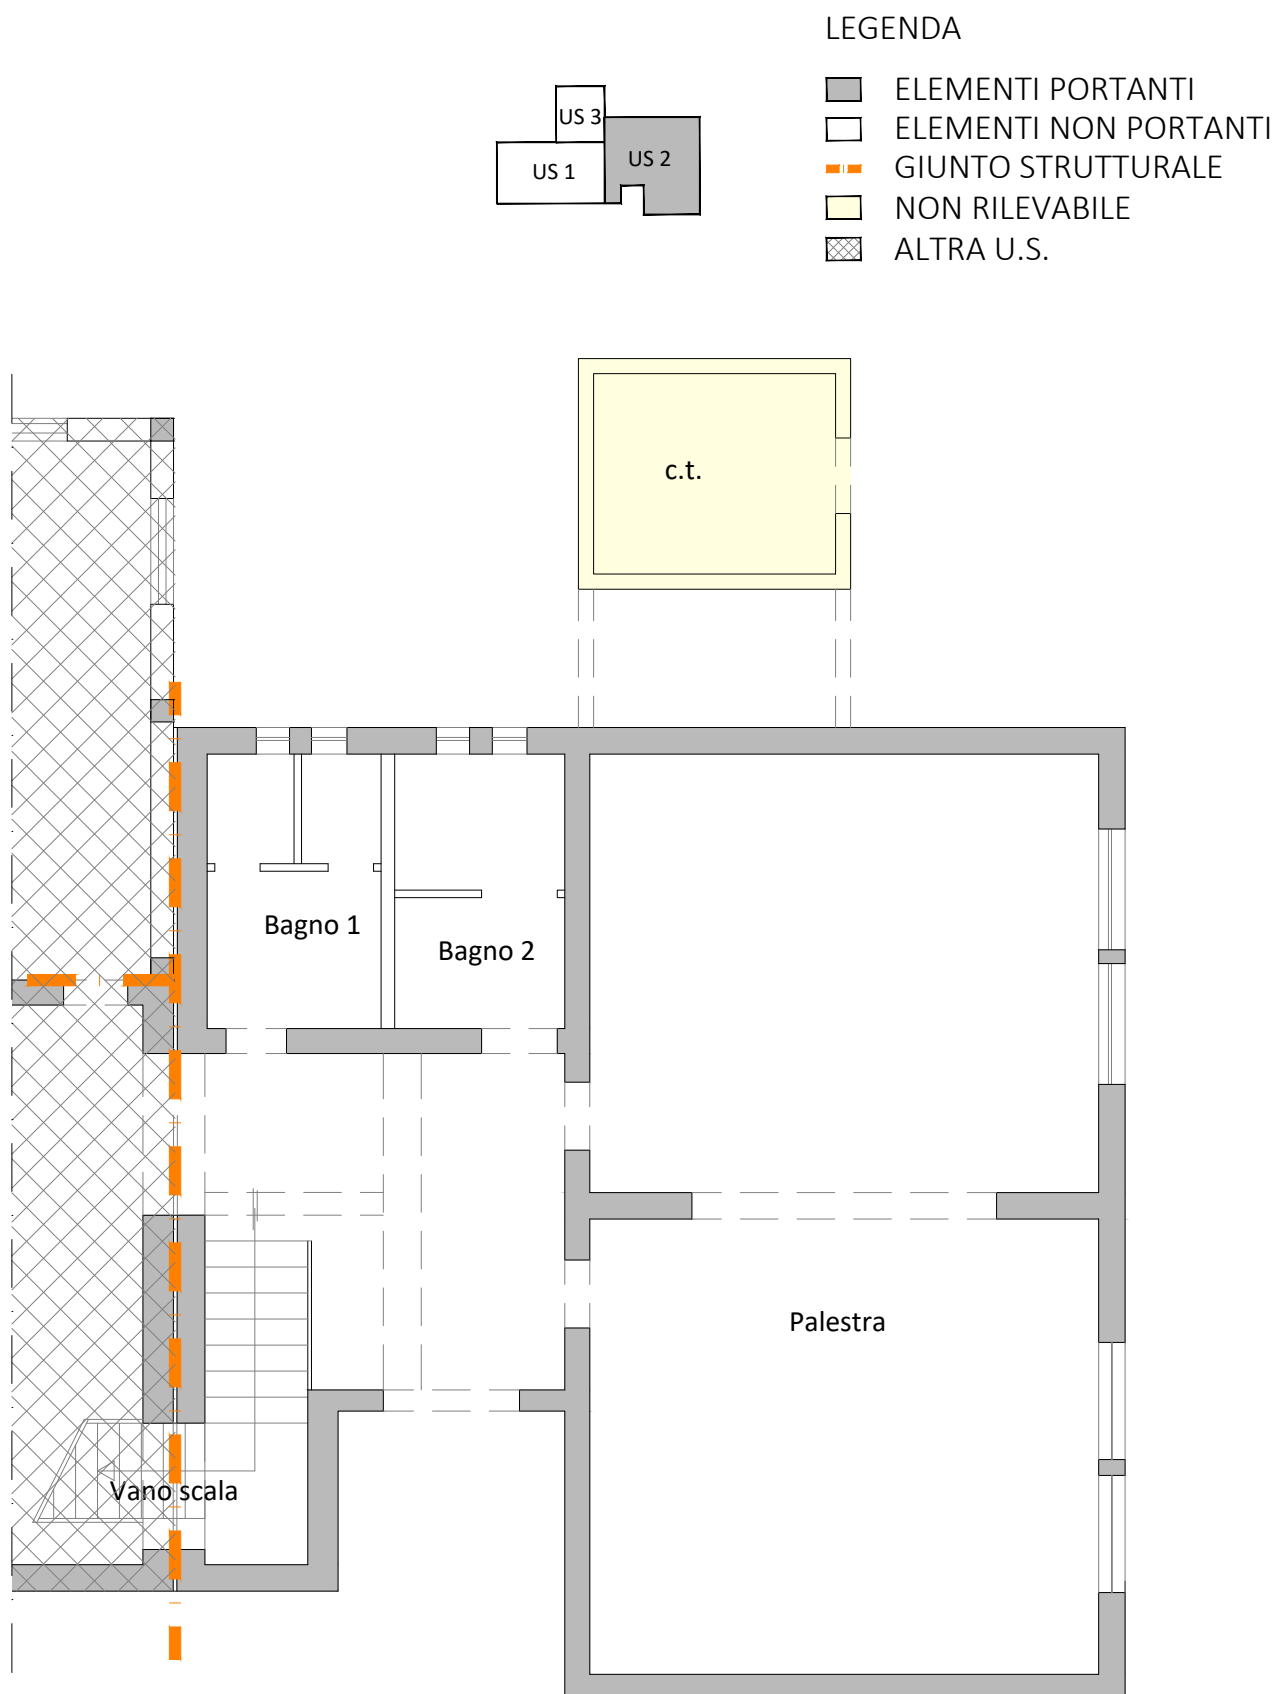 LEGENDA
ELEMENTI PORTANTI
ELEMENTI NON PORTANTI
GIUNTO STRUTTURALE
NON RILEVABILE
ALTRA U.S.
US 3
US 2
US 1
c.t.
Bagno 1
Bagno 2
Palestra
Vano scala